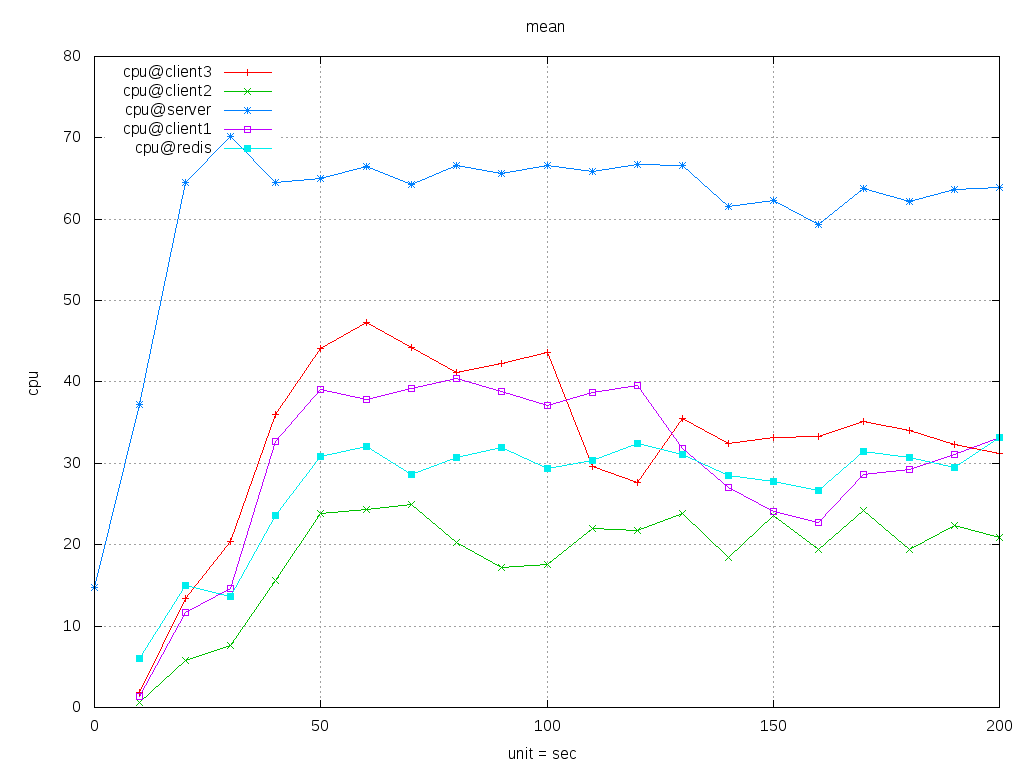 mean
80
70
60
50
40
30
20
10
0
cpu
cpu@client3
cpu@client2
cpu@server
cpu@client1
cpu@redis
0 50 100 150 200
unit = sec